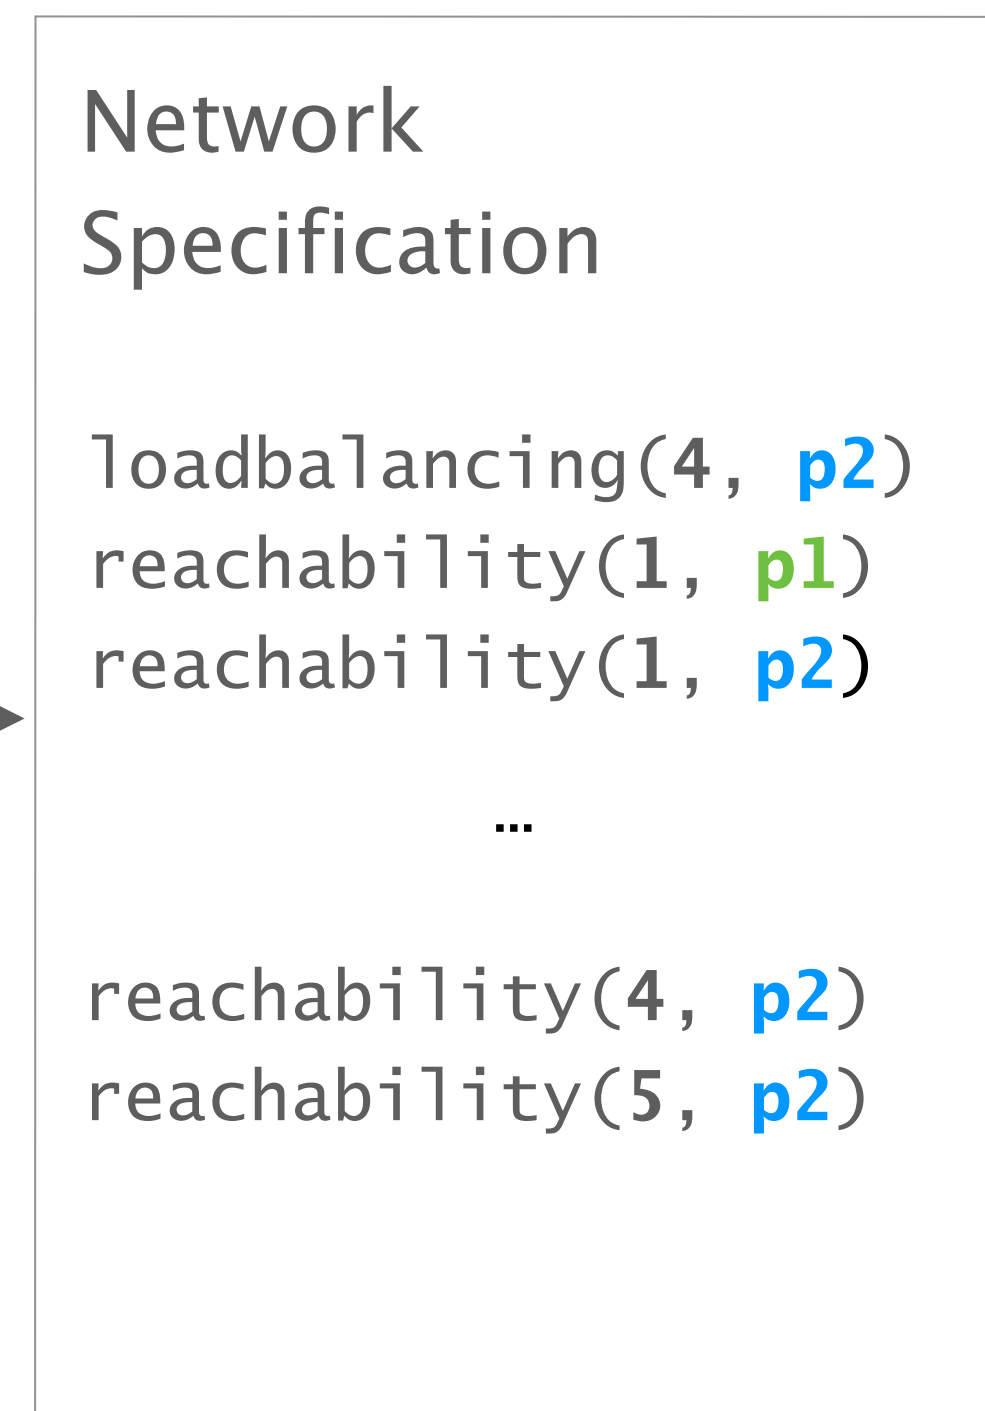 Network
Specification
loadbalancing(4, p2)
reachability(1, p1)
reachability(1, p2)
…
reachability(4, p2)
reachability(5, p2)